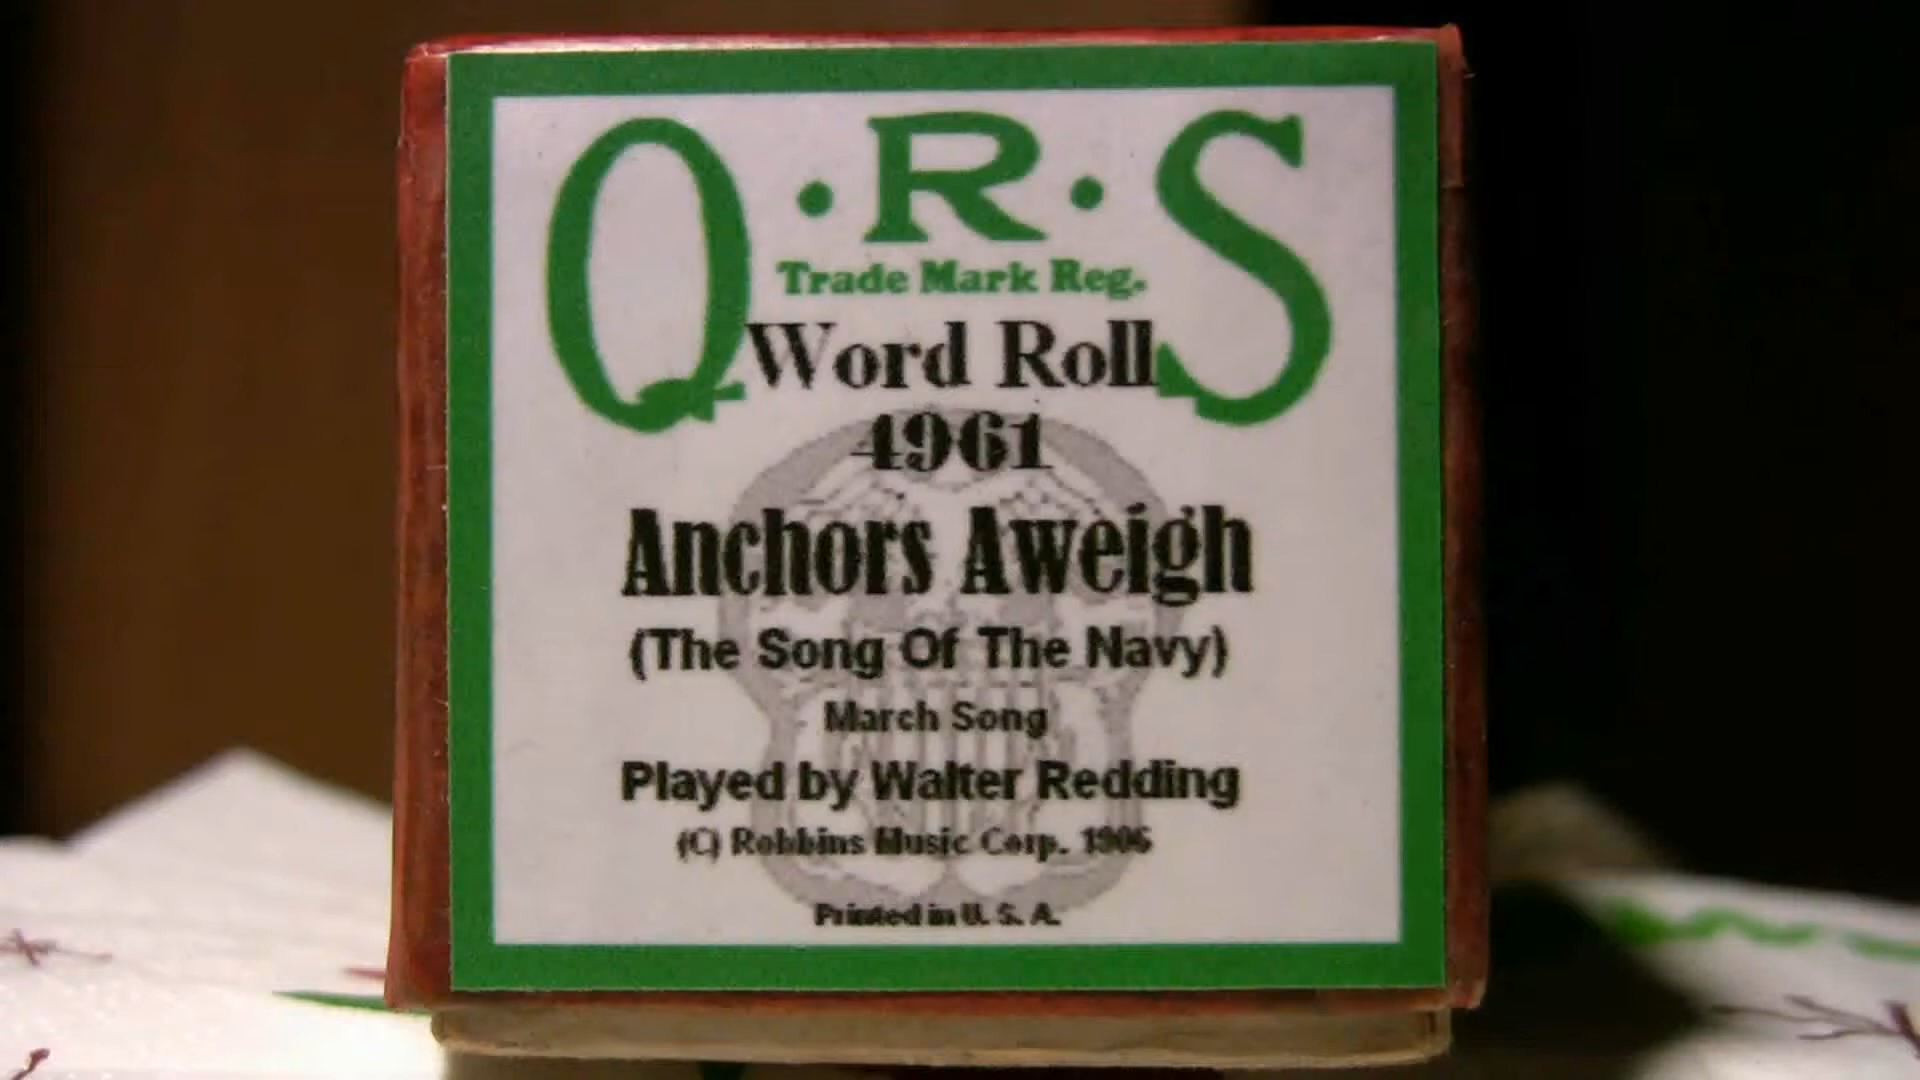 Q·R·S
Trade Mark Reg.
Word Roll
4961
Anchors Aweigh
(The Song Of The Navy)
March Song
Played by Walter Redding
(C) Robbins Music Corp. 1906
Printed in U. S. A.